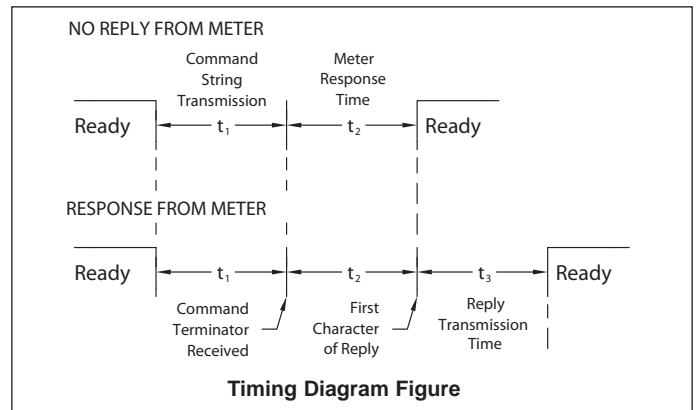 NO REPLY FROM METER
Command
String
Transmission
Meter
Response
Time
Ready
t₁
t₂
Ready
RESPONSE FROM METER
Ready
t₁
t₂
t₃
Ready
Command
Terminator
Received
First
Character
of Reply
Reply
Transmission
Time
Timing Diagram Figure